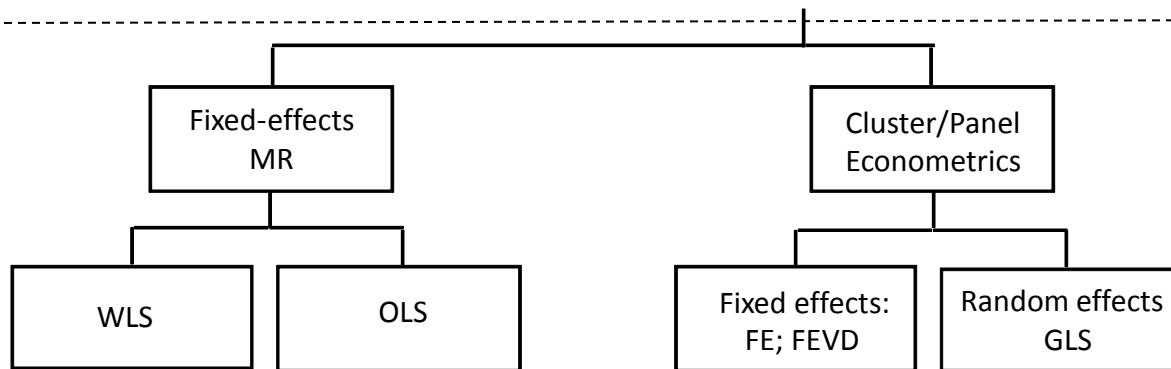 Fixed-effects
MR
Cluster/Panel
Econometrics
WLS
OLS
Fixed effects:
FE; FEVD
Random effects
GLS